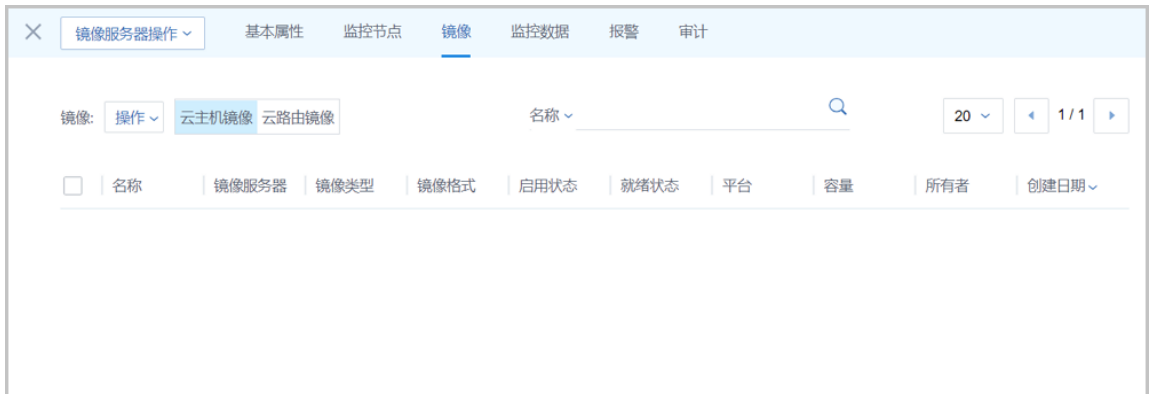 镜像服务器操作 基本属性 监控节点 镜像 监控数据 报警 审计
镜像: 操作 云主机镜像 云路由镜像 名称 20 1 / 1
名称 镜像服务器 镜像类型 镜像格式 启用状态 就绪状态 平台 容量 所有者 创建日期